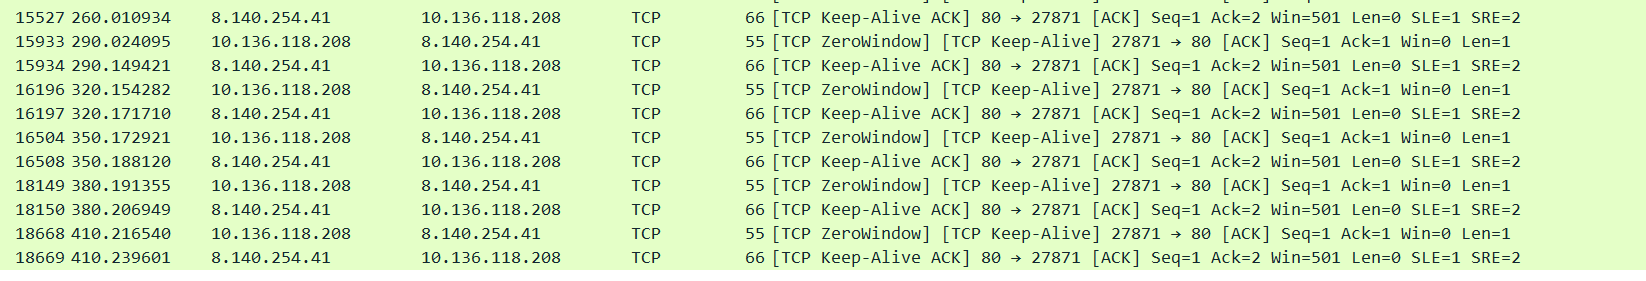 15527 260.010934 8.140.254.41 10.136.118.208 TCP 66 [TCP Keep-Alive ACK] 80 → 27871 [ACK] Seq=1 Ack=2 Win=501 Len=0 SLE=1 SRE=2
15933 290.024095 10.136.118.208 8.140.254.41 TCP 55 [TCP ZeroWindow] [TCP Keep-Alive] 27871 → 80 [ACK] Seq=1 Ack=1 Win=0 Len=1
15934 290.149421 8.140.254.41 10.136.118.208 TCP 66 [TCP Keep-Alive ACK] 80 → 27871 [ACK] Seq=1 Ack=2 Win=501 Len=0 SLE=1 SRE=2
16196 320.154282 10.136.118.208 8.140.254.41 TCP 55 [TCP ZeroWindow] [TCP Keep-Alive] 27871 → 80 [ACK] Seq=1 Ack=1 Win=0 Len=1
16197 320.171710 8.140.254.41 10.136.118.208 TCP 66 [TCP Keep-Alive ACK] 80 → 27871 [ACK] Seq=1 Ack=2 Win=501 Len=0 SLE=1 SRE=2
16504 350.172921 10.136.118.208 8.140.254.41 TCP 55 [TCP ZeroWindow] [TCP Keep-Alive] 27871 → 80 [ACK] Seq=1 Ack=1 Win=0 Len=1
16508 350.188120 8.140.254.41 10.136.118.208 TCP 66 [TCP Keep-Alive ACK] 80 → 27871 [ACK] Seq=1 Ack=2 Win=501 Len=0 SLE=1 SRE=2
18149 380.191355 10.136.118.208 8.140.254.41 TCP 55 [TCP ZeroWindow] [TCP Keep-Alive] 27871 → 80 [ACK] Seq=1 Ack=1 Win=0 Len=1
18150 380.206949 8.140.254.41 10.136.118.208 TCP 66 [TCP Keep-Alive ACK] 80 → 27871 [ACK] Seq=1 Ack=2 Win=501 Len=0 SLE=1 SRE=2
18668 410.216540 10.136.118.208 8.140.254.41 TCP 55 [TCP ZeroWindow] [TCP Keep-Alive] 27871 → 80 [ACK] Seq=1 Ack=1 Win=0 Len=1
18669 410.239601 8.140.254.41 10.136.118.208 TCP 66 [TCP Keep-Alive ACK] 80 → 27871 [ACK] Seq=1 Ack=2 Win=501 Len=0 SLE=1 SRE=2